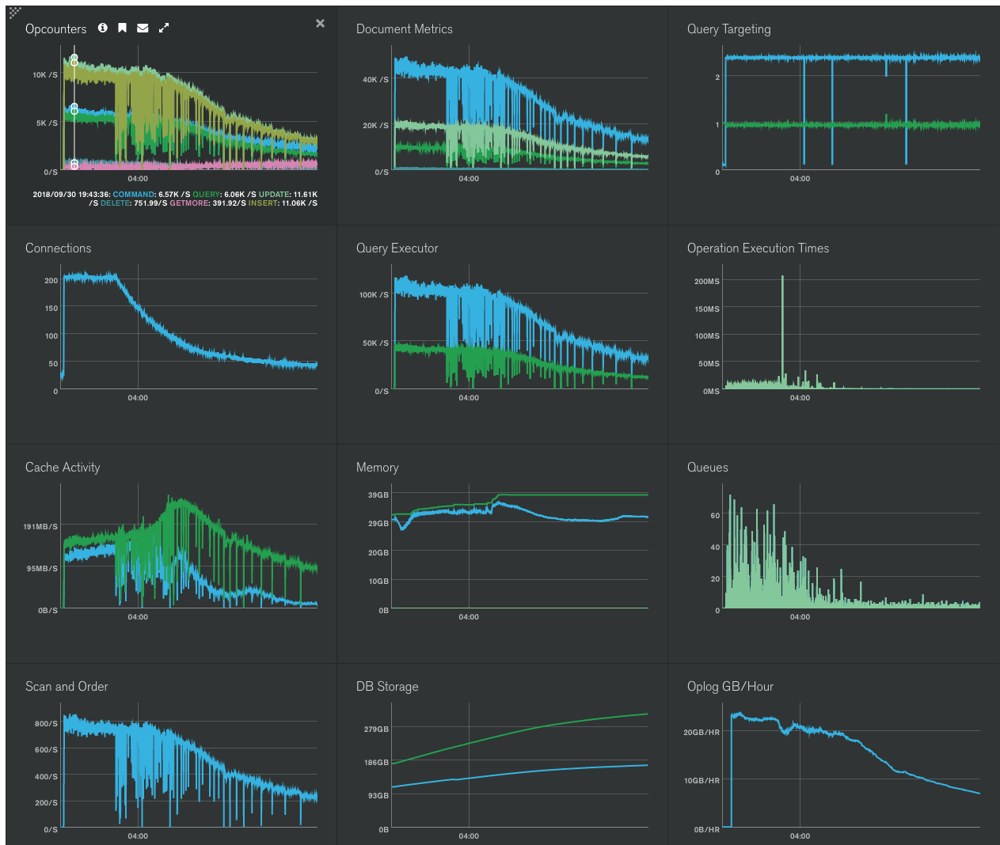 Opcounters
10K /S
5K /S
0/S
04:00
2018/09/30 19:43:36: COMMAND: 6.57K /S QUERY: 6.06K /S UPDATE: 11.61K
/S DELETE: 751.99/S GETMORE: 391.92/S INSERT: 11.06K /S
Document Metrics
40K /S
20K /S
0/S
04:00
Query Targeting
2
1
0
04:00
Connections
200
150
100
50
0
04:00
Query Executor
100K /S
50K /S
0/S
04:00
Operation Execution Times
200MS
150MS
100MS
50MS
0MS
04:00
Cache Activity
191MB/S
95MB/S
0B/S
04:00
Memory
39GB
29GB
20GB
10GB
0B
04:00
Queues
60
40
20
0
04:00
Scan and Order
800/S
600/S
400/S
200/S
0/S
04:00
DB Storage
279GB
186GB
93GB
0B
04:00
Oplog GB/Hour
20GB/HR
10GB/HR
0B/HR
04:00